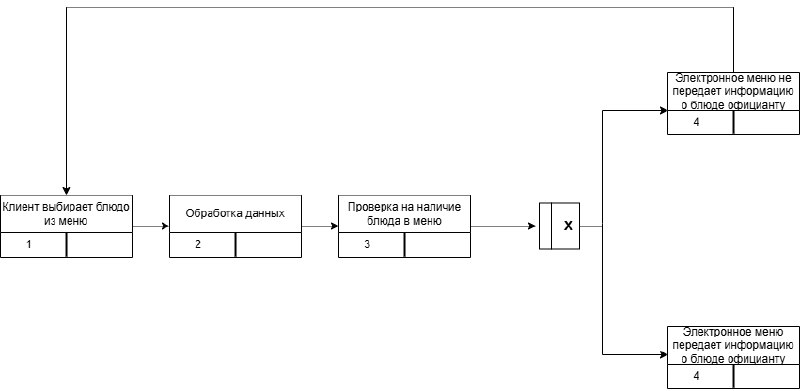 Электронное меню не
передает информацию
о блюде официанту
4
Клиент выбирает блюдо
из меню
1
Обработка данных
2
Проверка на наличие
блюда в меню
3
X
Электронное меню
передает информацию
о блюде официанту
4